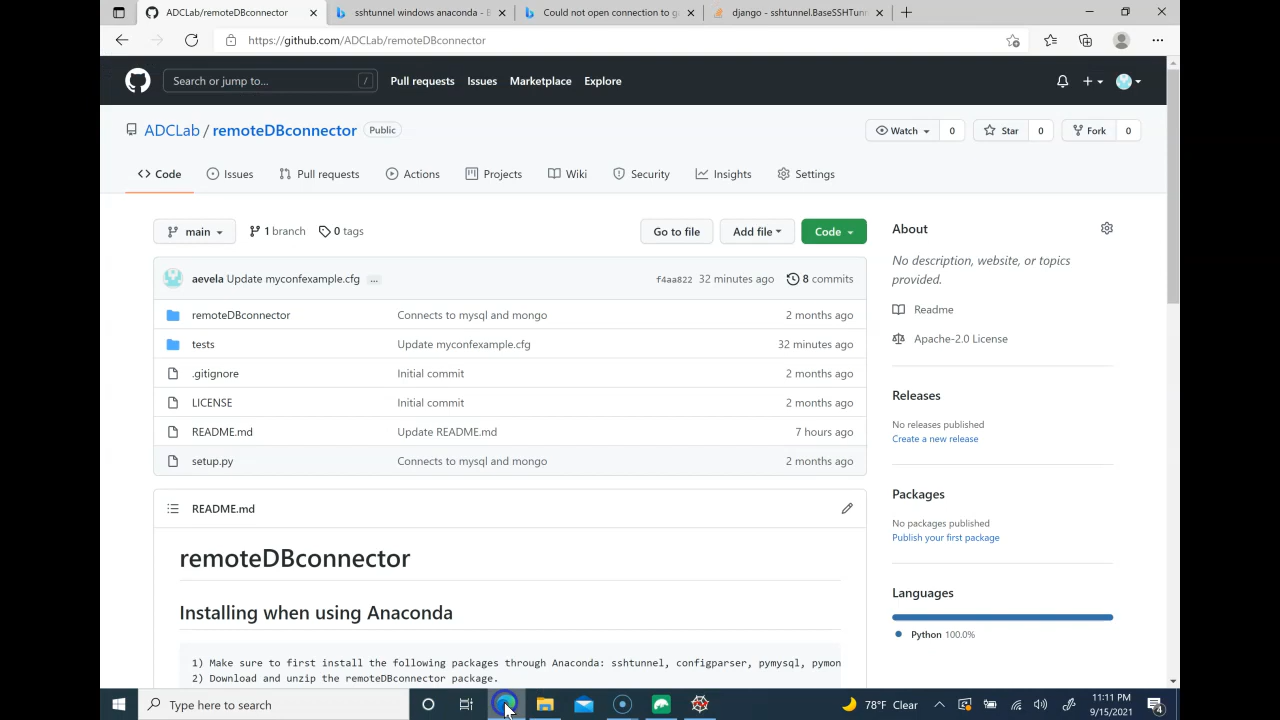 ADCLab/remoteDBconnector
sshtunnel windows anaconda - B
Could not open connection to ga
django - sshtunnel.BaseSSHTunn
https://github.com/ADCLab/remoteDBconnector
Search or jump to...
/
Pull requests
Issues
Marketplace
Explore
ADCLab / remoteDBconnector
Public
Watch
0
Star
0
Fork
0
Code
Issues
Pull requests
Actions
Projects
Wiki
Security
Insights
Settings
main
1 branch
0 tags
Go to file
Add file
Code
aevela Update myconfexample.cfg ...
f4aa822 32 minutes ago
8 commits
remoteDBconnector Connects to mysql and mongo 2 months ago
tests Update myconfexample.cfg 32 minutes ago
.gitignore Initial commit 2 months ago
LICENSE Initial commit 2 months ago
README.md Update README.md 7 hours ago
setup.py Connects to mysql and mongo 2 months ago
README.md
remoteDBconnector
Installing when using Anaconda
1) Make sure to first install the following packages through Anaconda: sshtunnel, configparser, pymysql, pymon
2) Download and unzip the remoteDBconnector package.
About
No description, website, or topics
provided.
Readme
Apache-2.0 License
Releases
No releases published
Create a new release
Packages
No packages published
Publish your first package
Languages
Python 100.0%
Type here to search
78°F Clear
11:11 PM
9/15/2021
4